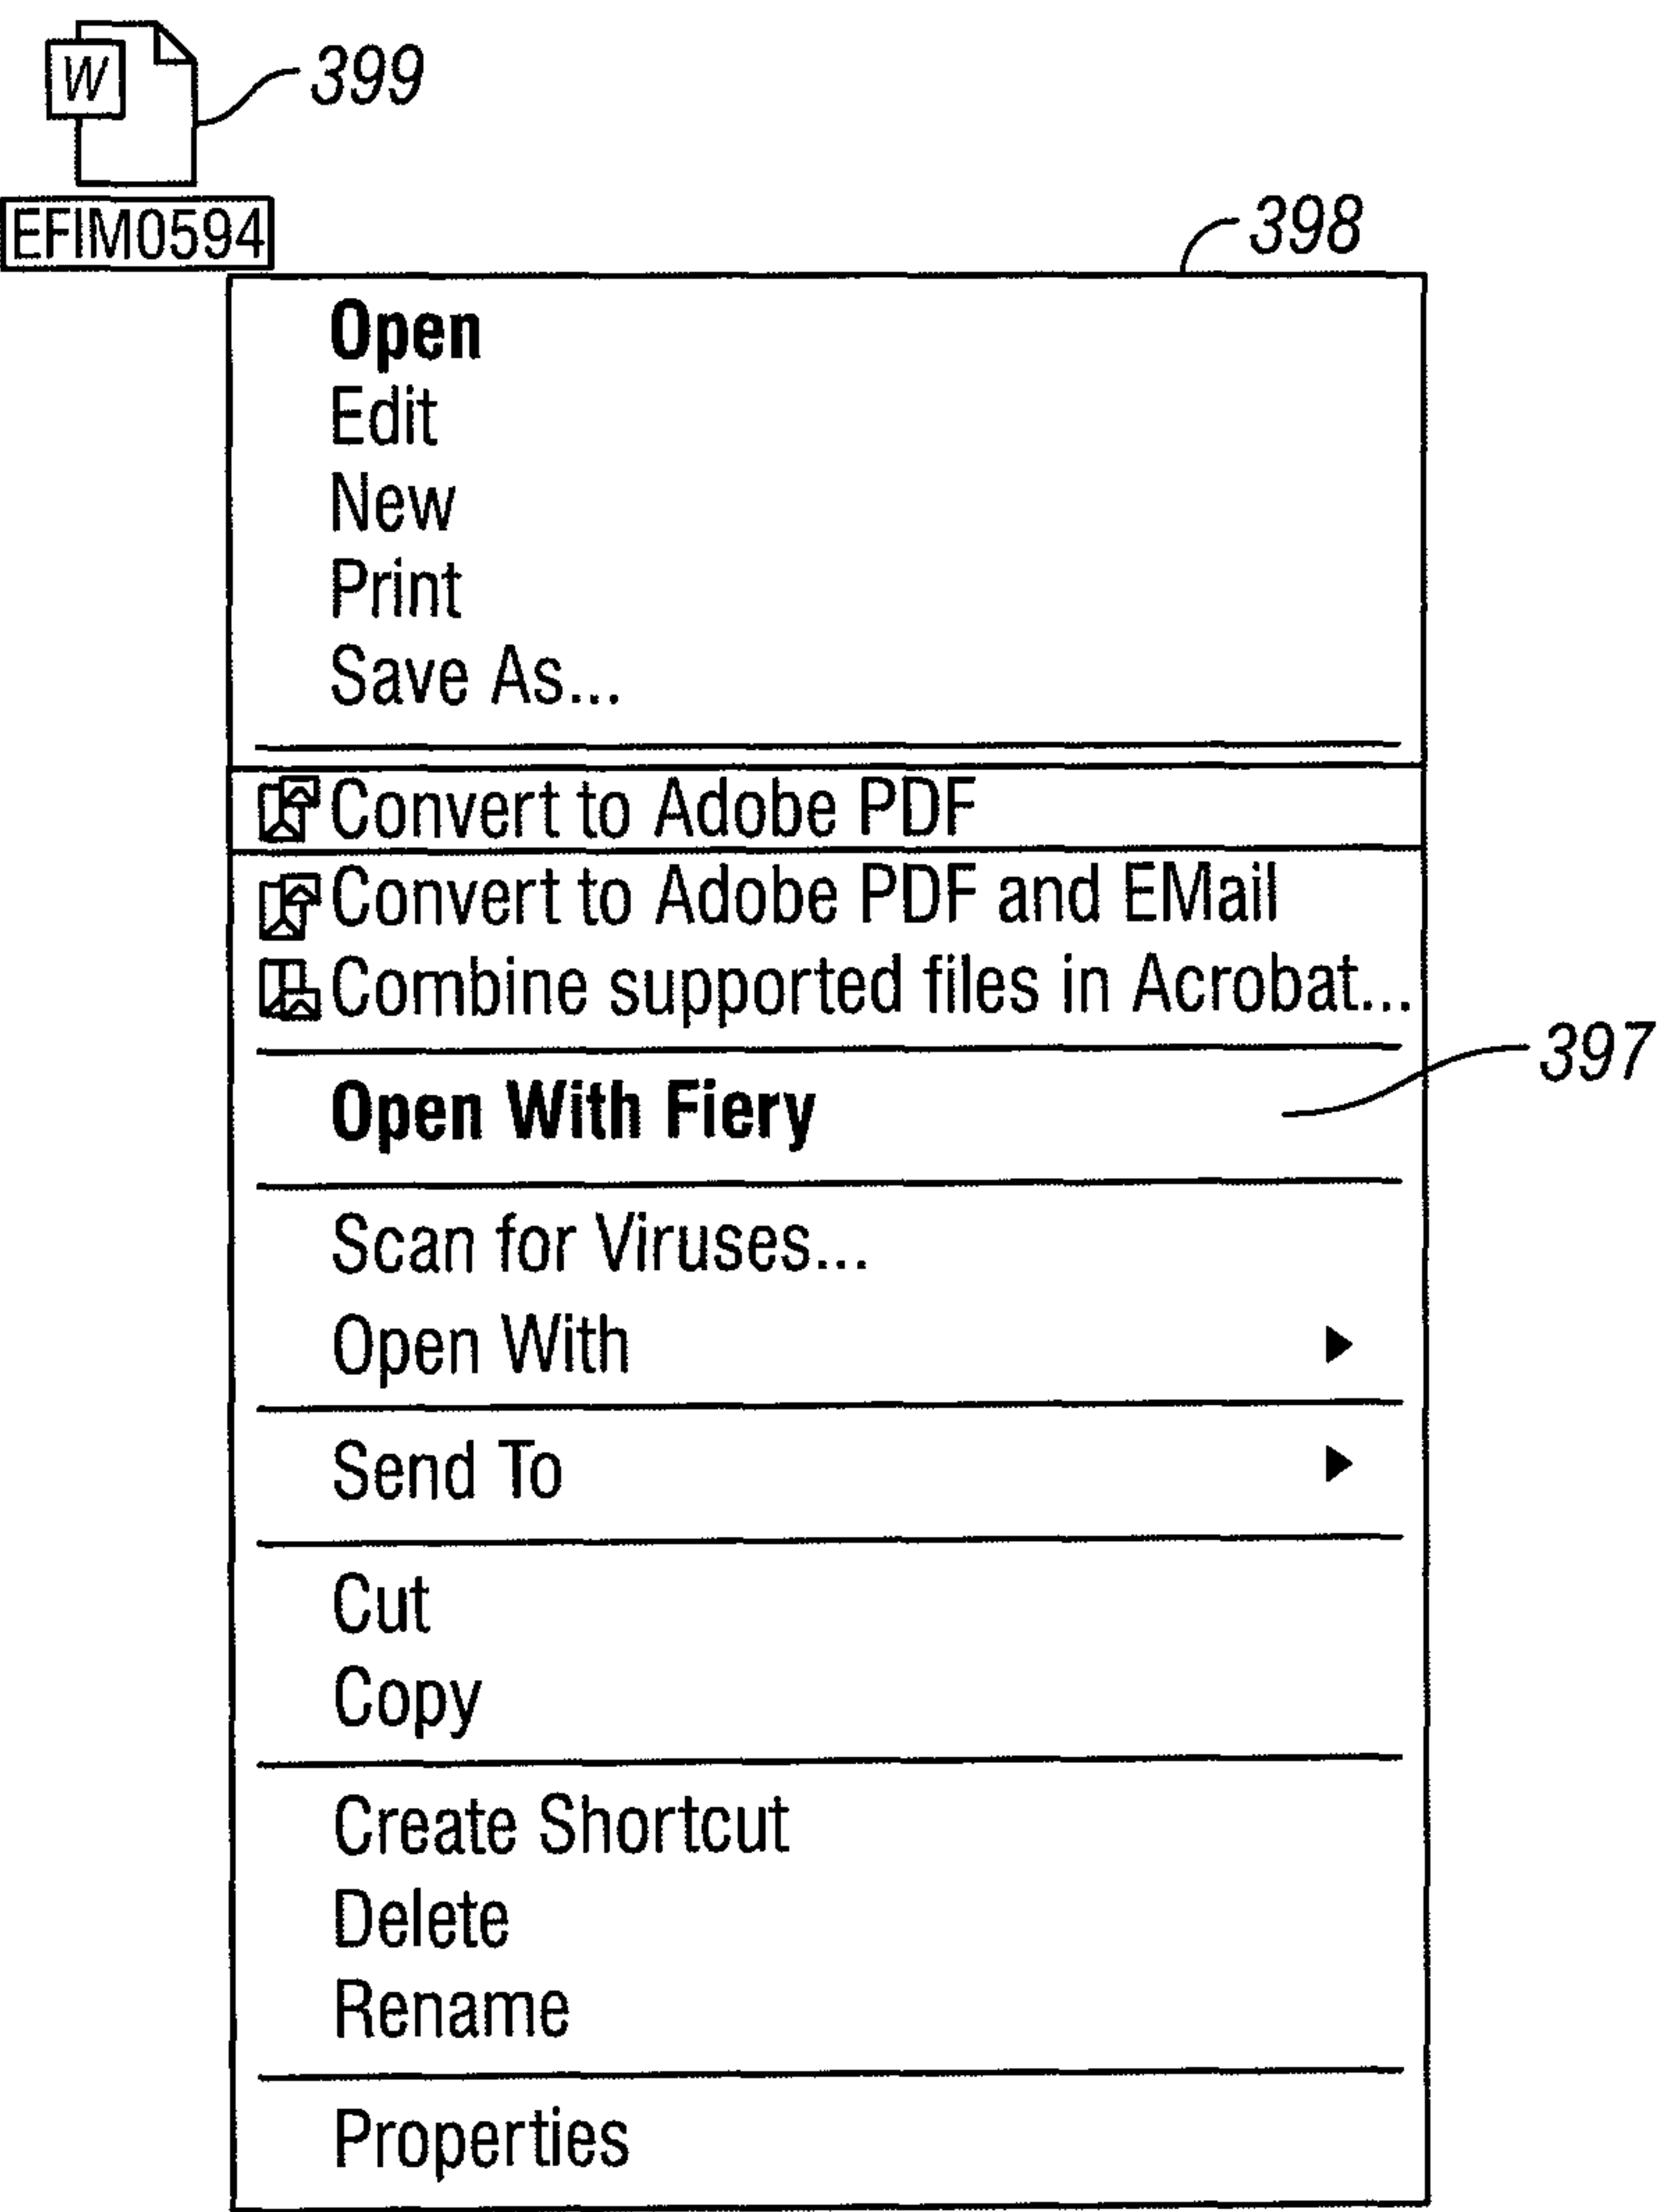 W
399
EFIM0594
398
Open
Edit
New
Print
Save As...
Convert to Adobe PDF
Convert to Adobe PDF and EMail
Combine supported files in Acrobat...
397
Open With Fiery
Scan for Viruses...
Open With
Send To
Cut
Copy
Create Shortcut
Delete
Rename
Properties